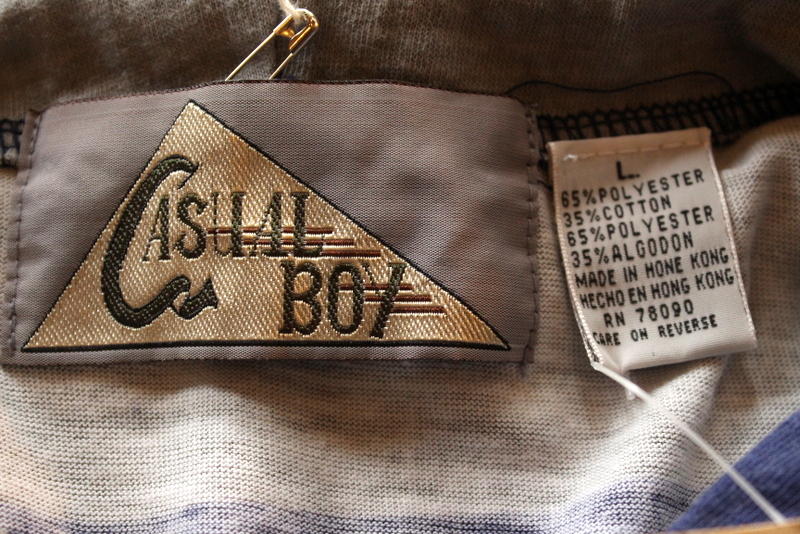 CASUAL
BOY
L.
65%POLYESTER
35%COTTON
65%POLYESTER
35%ALGODON
MADE IN HONE KONG
HECHO EN HONG KONG
RN 78090
CARE ON REVERSE